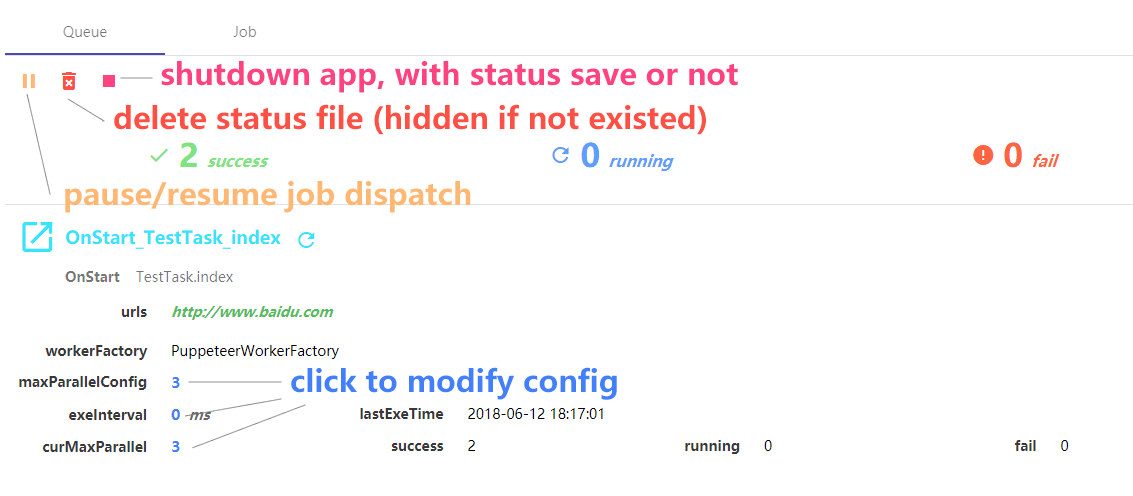 Queue Job
shutdown app, with status save or not
delete status file (hidden if not existed)
2 success 0 running 0 fail
pause/resume job dispatch
OnStart_TestTask_index
OnStart TestTask.index
urls http://www.baidu.com
workerFactory PuppeteerWorkerFactory
maxParallelConfig 3 click to modify config
exeInterval 0 ms lastExeTime 2018-06-12 18:17:01
curMaxParallel 3 success 2 running 0 fail 0